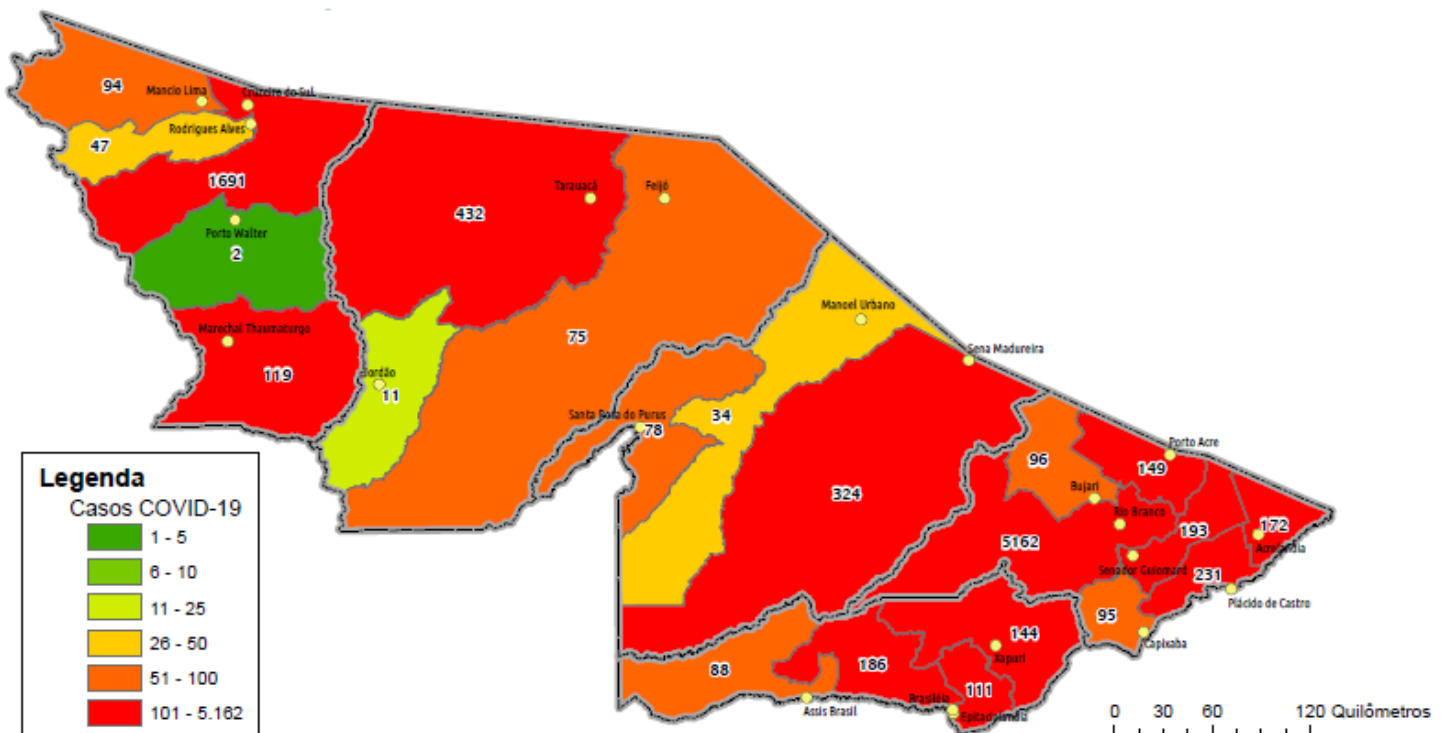 94
Mancio Lima
Cruzeiro do Sul
Rodrigues Alves
47
1691
Tarauacá
Feijó
432
Porto Walter
2
Manoel Urbano
Marechal Thaumaturgo
75
Sena Madureira
119
Jordão
11
Santa Rosa do Purus
34
78
Porto Acre
96
149
324
Bujari
Rio Branco
172
193
5162
Acrelândia
Senador Guiomard
231
Plácido de Castro
95
144
Capixaba
Xapuri
88
186
111
Brasiléia
Assis Brasil
Epitaciolândia
Legenda
Casos COVID-19
1 - 5
6 - 10
11 - 25
26 - 50
51 - 100
101 - 5.162
0 30 60 120 Quilômetros